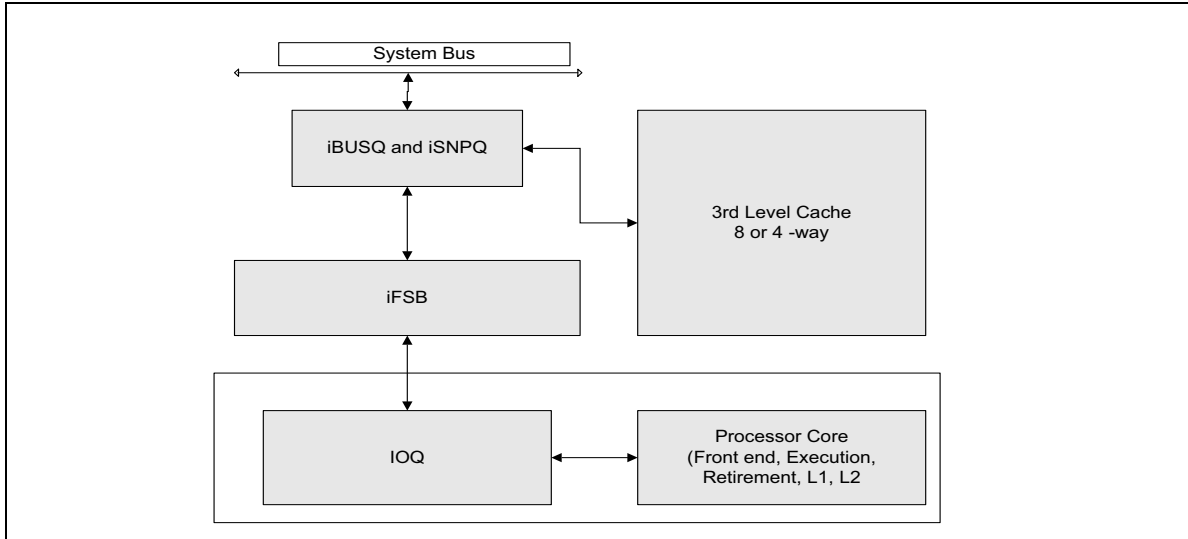 System Bus
iBUSQ and iSNPQ
3rd Level Cache
8 or 4 -way
iFSB
IOQ
Processor Core
(Front end, Execution,
Retirement, L1, L2